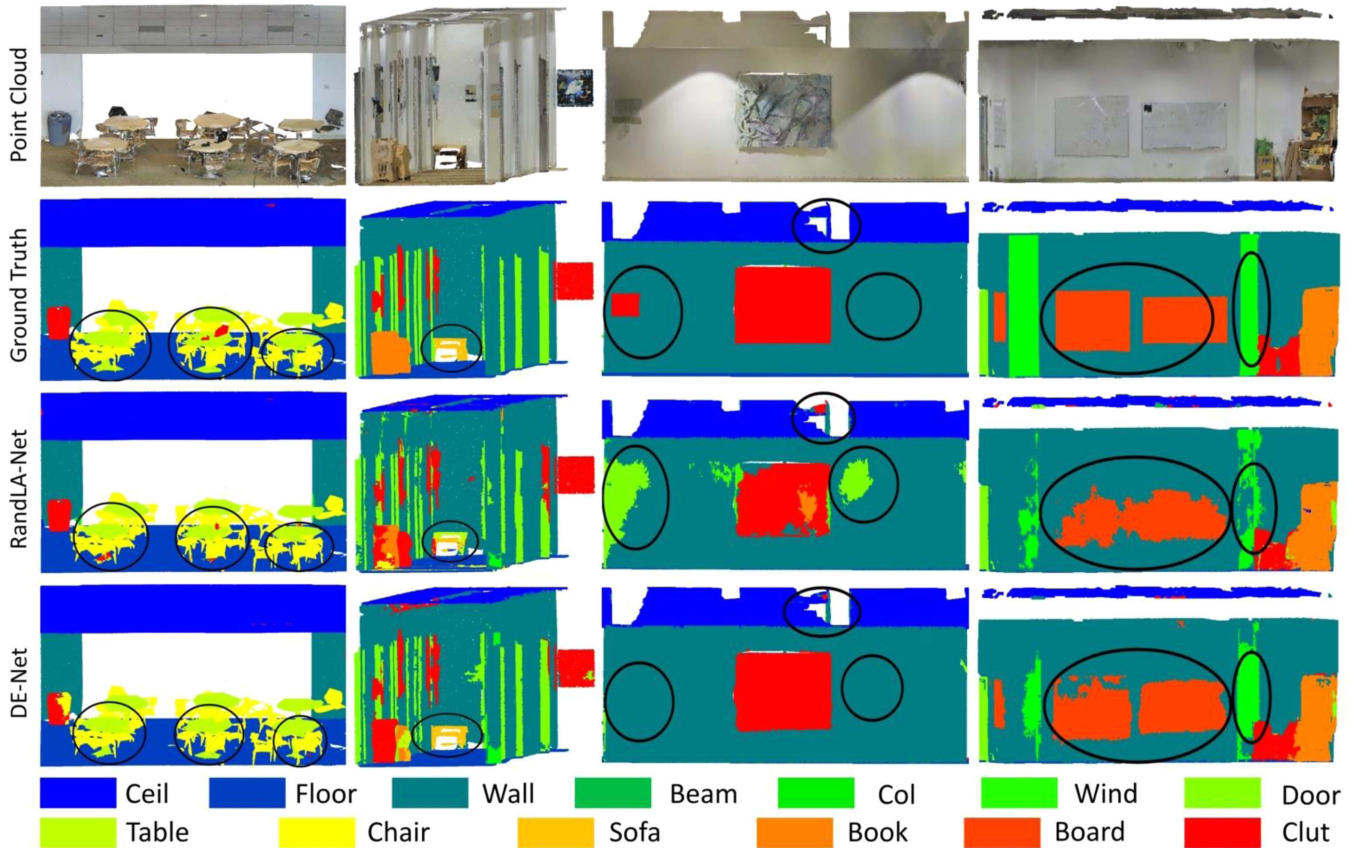 Point Cloud
Ground Truth
RandLA-Net
DE-Net
Ceil Floor Wall Beam Col Wind Door
Table Chair Sofa Book Board Clut